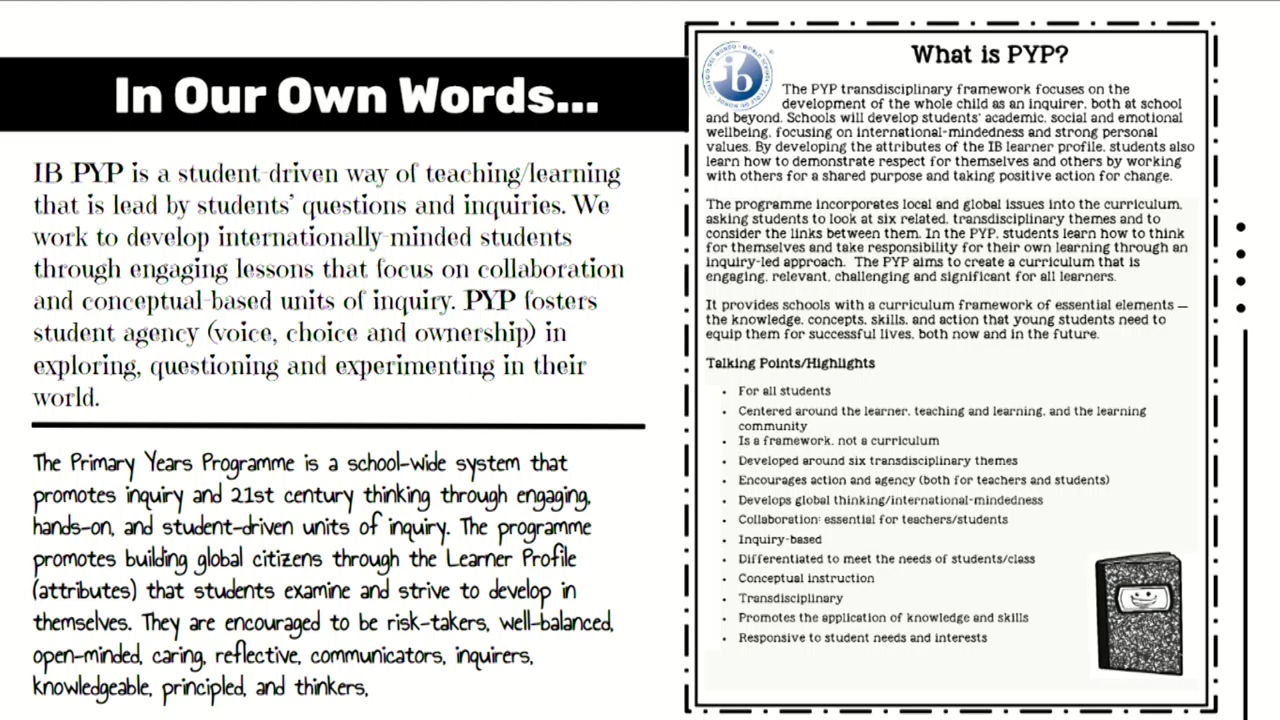 In Our Own Words...
IB PYP is a student-driven way of teaching/learning
that is lead by students' questions and inquiries. We
work to develop internationally-minded students
through engaging lessons that focus on collaboration
and conceptual-based units of inquiry. PYP fosters
student agency (voice, choice and ownership) in
exploring, questioning and experimenting in their
world.
The Primary Years Programme is a school-wide system that
promotes inquiry and 21st century thinking through engaging,
hands-on, and student-driven units of inquiry. The programme
promotes building global citizens through the Learner Profile
(attributes) that students examine and strive to develop in
themselves. They are encouraged to be risk-takers, well-balanced,
open-minded, caring, reflective, communicators, inquirers,
knowledgeable, principled, and thinkers,
ib
What is PYP?
The PYP transdisciplinary framework focuses on the
development of the whole child as an inquirer, both at school
and beyond. Schools will develop students' academic, social and emotional
wellbeing, focusing on international-mindedness and strong personal
values. By developing the attributes of the IB learner profile, students also
learn how to demonstrate respect for themselves and others by working
with others for a shared purpose and taking positive action for change.
The programme incorporates local and global issues into the curriculum,
asking students to look at six related, transdisciplinary themes and to
consider the links between them. In the PYP, students learn how to think
for themselves and take responsibility for their own learning through an
inquiry-led approach. The PYP aims to create a curriculum that is
engaging, relevant, challenging and significant for all learners.
It provides schools with a curriculum framework of essential elements —
the knowledge, concepts, skills, and action that young students need to
equip them for successful lives, both now and in the future.
Talking Points/Highlights
• For all students
• Centered around the learner, teaching and learning, and the learning
community
• Is a framework, not a curriculum
• Developed around six transdisciplinary themes
• Encourages action and agency (both for teachers and students)
• Develops global thinking/international-mindedness
• Collaboration: essential for teachers/students
• Inquiry-based
• Differentiated to meet the needs of students/class
• Conceptual instruction
• Transdisciplinary
• Promotes the application of knowledge and skills
• Responsive to student needs and interests